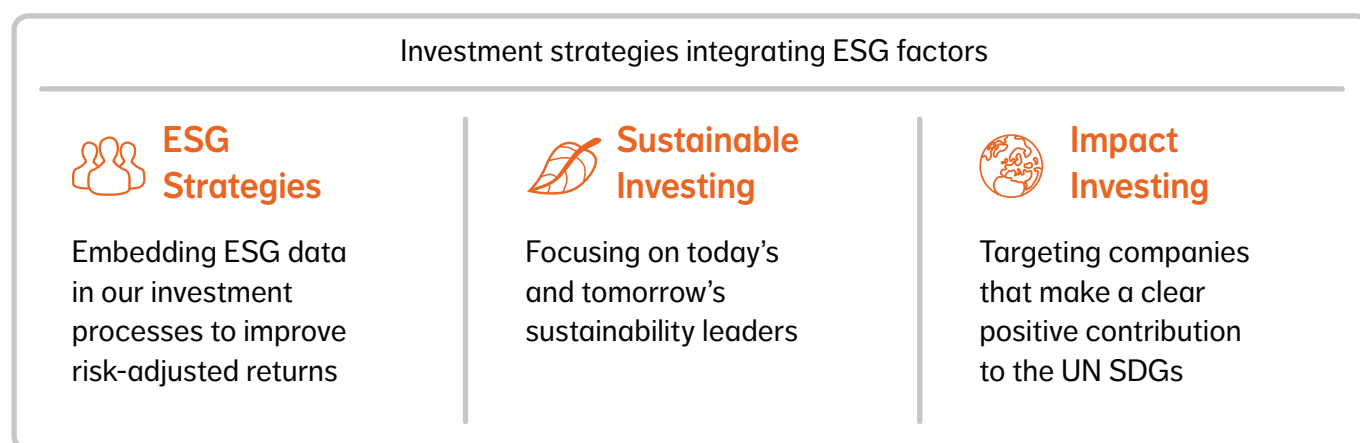 Investment strategies integrating ESG factors
ESG
Strategies
Embedding ESG data
in our investment
processes to improve
risk-adjusted returns
Sustainable
Investing
Focusing on today’s
and tomorrow’s
sustainability leaders
Impact
Investing
Targeting companies
that make a clear
positive contribution
to the UN SDGs